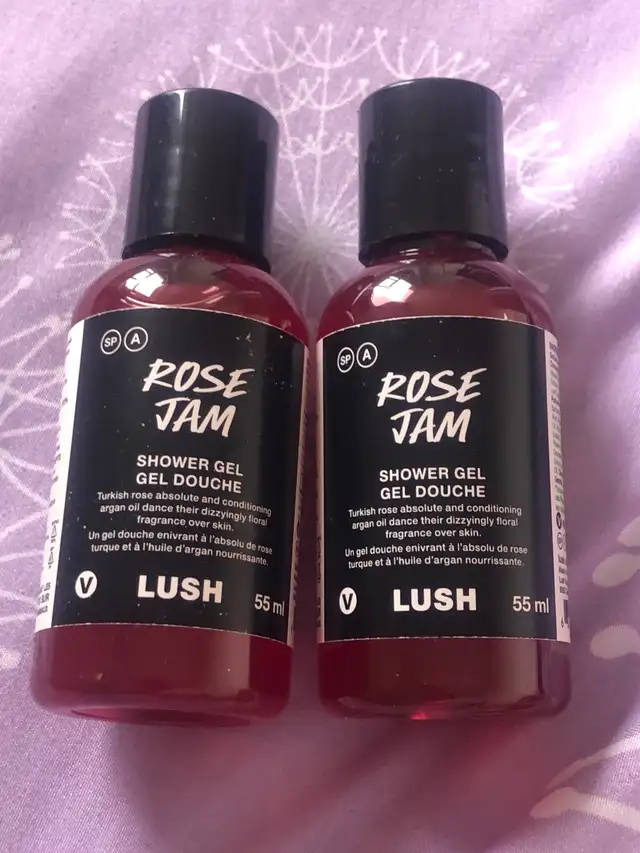 SP A
ROSE
JAM
SHOWER GEL
GEL DOUCHE
Turkish rose absolute and conditioning
argan oil dance their dizzyingly floral
fragrance over skin.
Un gel douche enivrant à l'absolu de rose
turque et à l'huile d'argan nourrissante.
V LUSH 55 ml
SP A
ROSE
JAM
SHOWER GEL
GEL DOUCHE
Turkish rose absolute and conditioning
argan oil dance their dizzyingly floral
fragrance over skin.
Un gel douche enivrant à l'absolu de rose
turque et à l'huile d'argan nourrissante.
V LUSH 55 ml